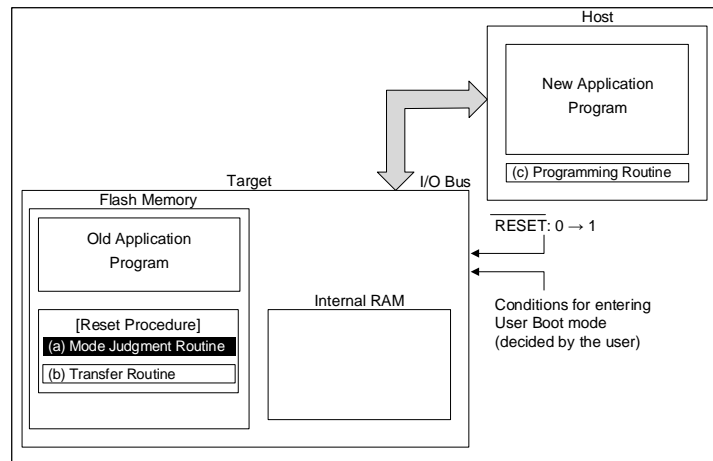 Host
New Application
Program
(c) Programming Routine
I/O Bus
Target
Flash Memory
Old Application
Program
[Reset Procedure]
(a) Mode Judgment Routine
(b) Transfer Routine
Internal RAM
RESET: 0 → 1
Conditions for entering
User Boot mode
(decided by the user)